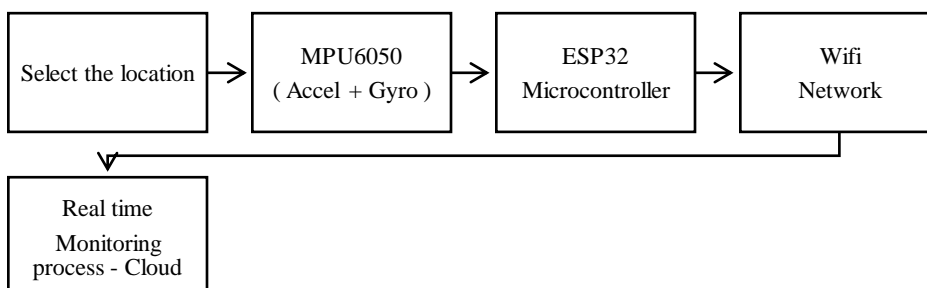 Select the location
MPU6050
( Accel + Gyro )
ESP32
Microcontroller
Wifi
Network
Real time
Monitoring
process - Cloud